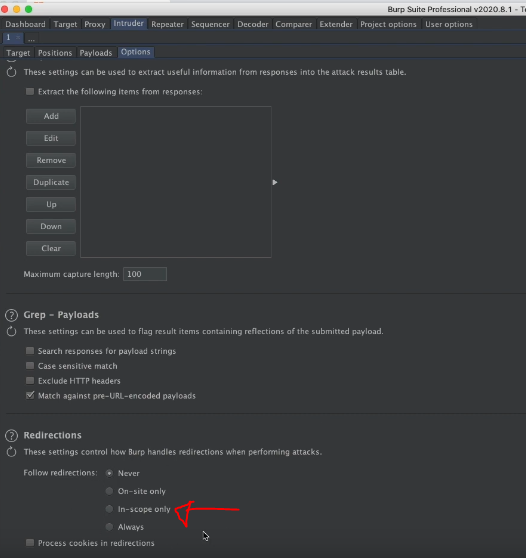 Burp Suite Professional v2020.8.1 - Te
Dashboard Target Proxy Intruder Repeater Sequencer Decoder Comparer Extender Project options User options
1 ...
Target Positions Payloads Options
These settings can be used to extract useful information from responses into the attack results table.
Extract the following items from responses:
Add
Edit
Remove
Duplicate
Up
Down
Clear
Maximum capture length: 100
? Grep – Payloads
These settings can be used to flag result items containing reflections of the submitted payload.
Search responses for payload strings
Case sensitive match
Exclude HTTP headers
Match against pre-URL-encoded payloads
? Redirections
These settings control how Burp handles redirections when performing attacks.
Follow redirections: Never
On-site only
In-scope only
Always
Process cookies in redirections